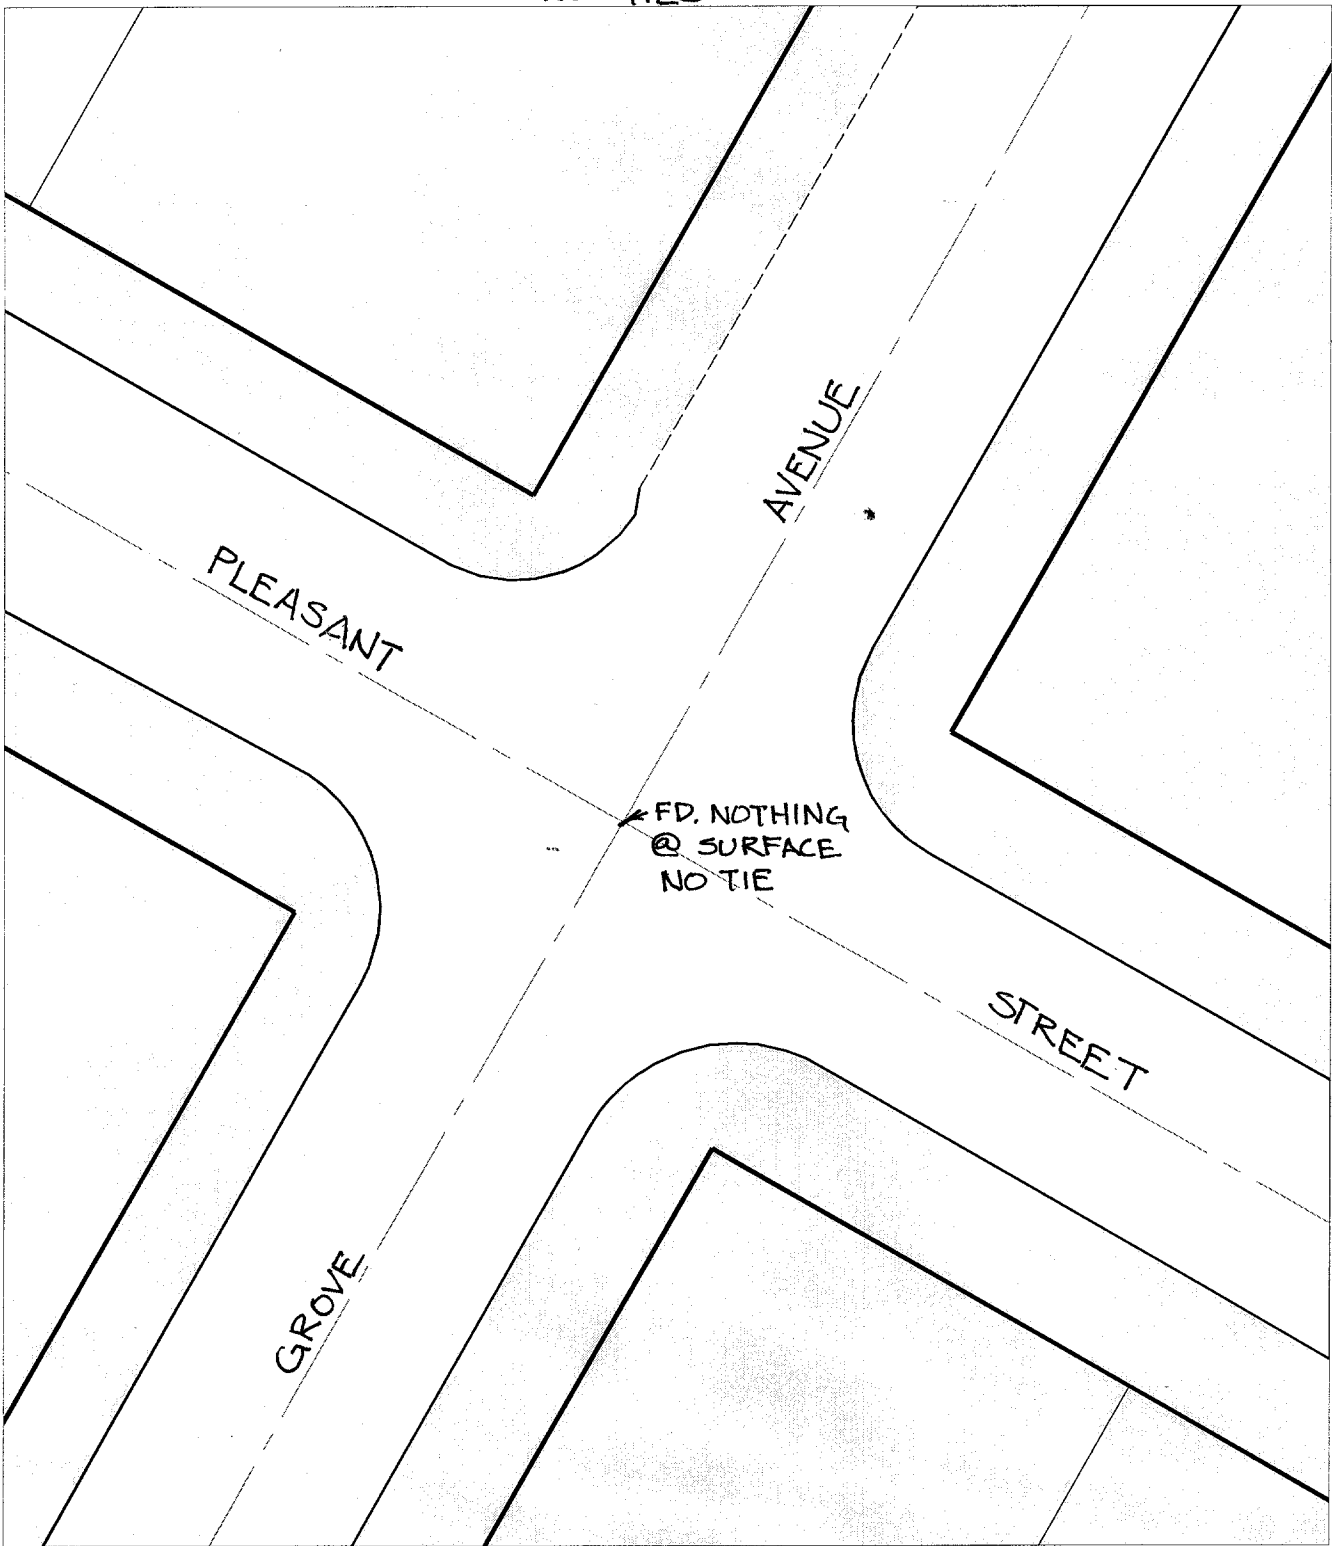 AVENUE
PLEASANT
FD. NOTHING
@ SURFACE
NO TIE
STREET
GROVE